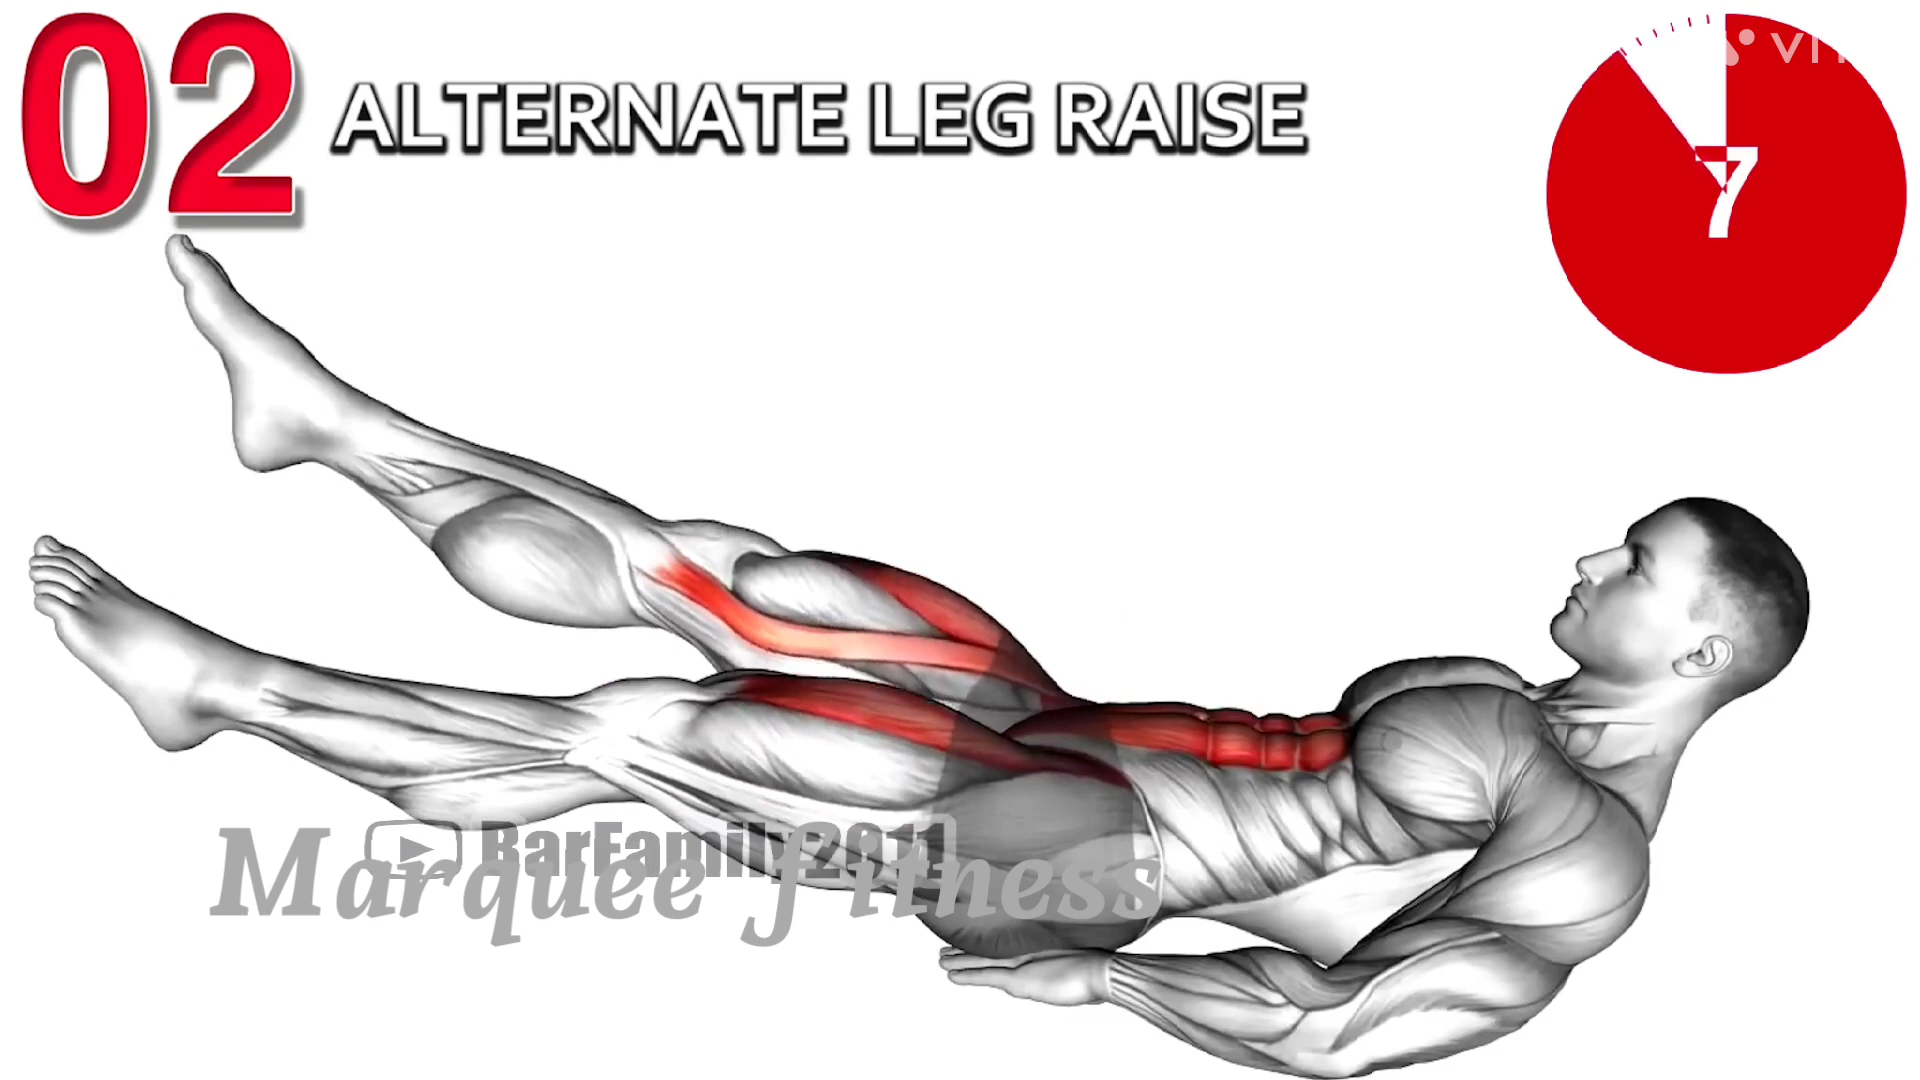 02
ALTERNATE LEG RAISE
7
BarFamily2011
Marquee fitness